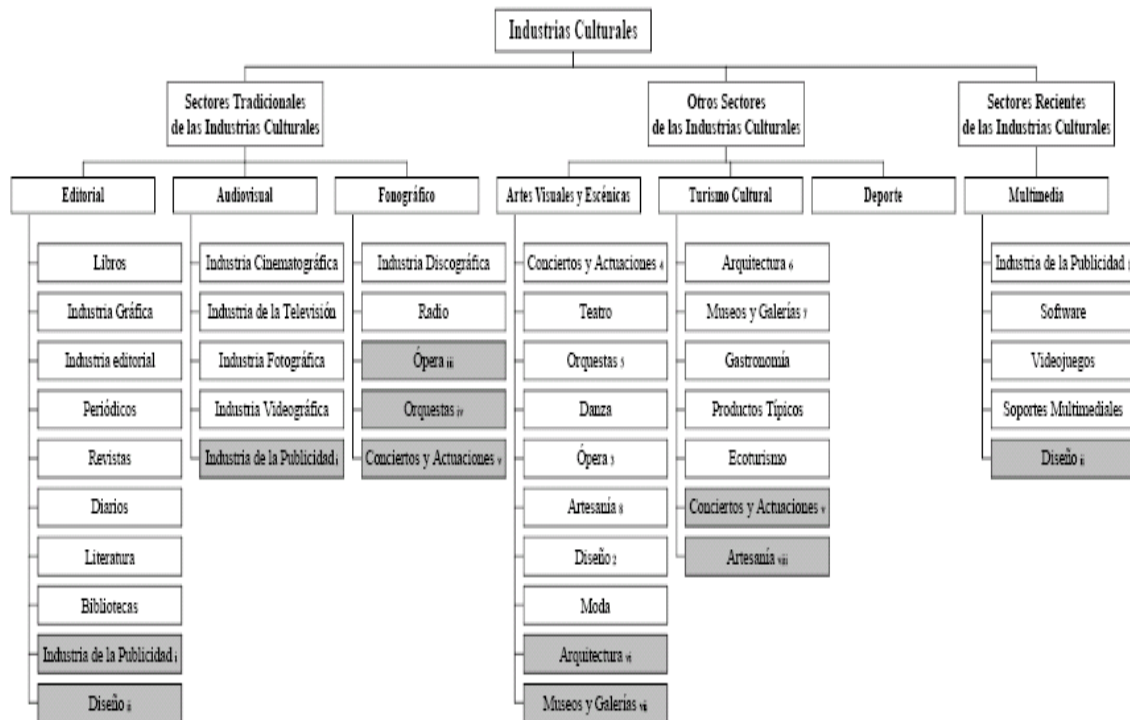 Industrias Culturales
Sectores Tradicionales
de las Industrias Culturales
Otros Sectores
de las Industrias Culturales
Sectores Recientes
de las Industrias Culturales
Editorial
Audiovisual
Fonográfico
Artes Visuales y Escénicas
Turismo Cultural
Deporte
Multimedia
Libros
Industria Gráfica
Industria editorial
Periódicos
Revistas
Diarios
Literatura
Bibliotecas
Industria de la Publicidad i
Diseño ii
Industria Cinematográfica
Industria de la Televisión
Industria Fotográfica
Industria Videográfica
Industria de la Publicidad i
Industria Discográfica
Radio
Ópera iii
Orquestas iv
Conciertos y Actuaciones v
Conciertos y Actuaciones 4
Teatro
Orquestas 5
Danza
Ópera 3
Artesanía 8
Diseño 2
Moda
Arquitectura vi
Museos y Galerías vii
Arquitectura 6
Museos y Galerías 7
Gastronomía
Productos Típicos
Ecoturismo
Conciertos y Actuaciones v
Artesanía viii
Industria de la Publicidad
Software
Videojuegos
Soportes Multimediales
Diseño ii